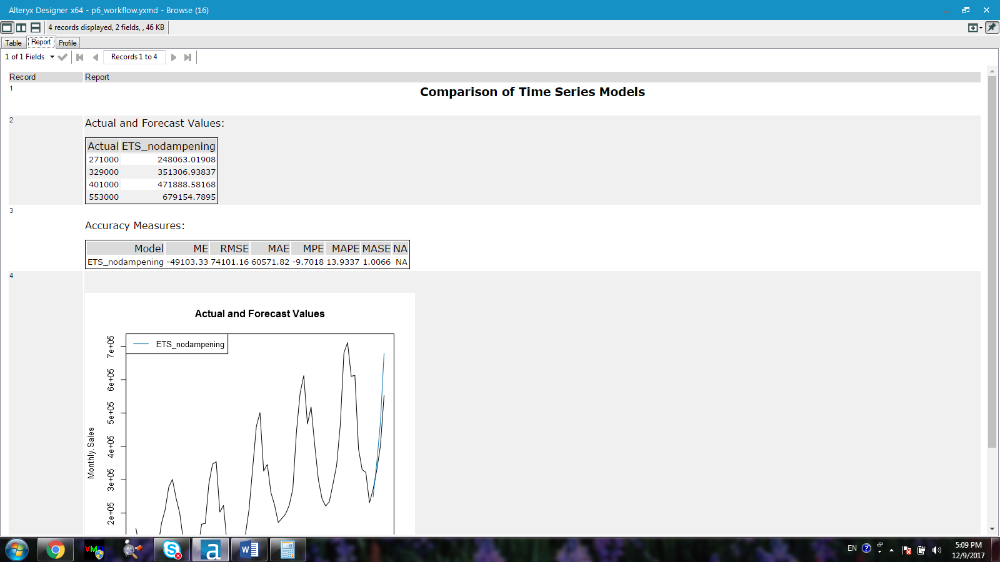 Alteryx Designer x64 - p6_workflow.yxmd - Browse (16)
4 records displayed, 2 fields, , 46 KB
Table Report Profile
1 of 1 Fields Records 1 to 4
Record Report
1
Comparison of Time Series Models
2
Actual and Forecast Values:
Actual ETS_nodampening
271000 248063.01908
329000 351306.93837
401000 471888.58168
553000 679154.7895
3
Accuracy Measures:
Model ME RMSE MAE MPE MAPE MASE NA
ETS_nodampening -49103.33 74101.16 60571.82 -9.7018 13.9337 1.0066 NA
4
Actual and Forecast Values
ETS_nodampening
7e+05
6e+05
5e+05
4e+05
3e+05
2e+05
Monthly.Sales
VMD
EN
5:09 PM
12/9/2017